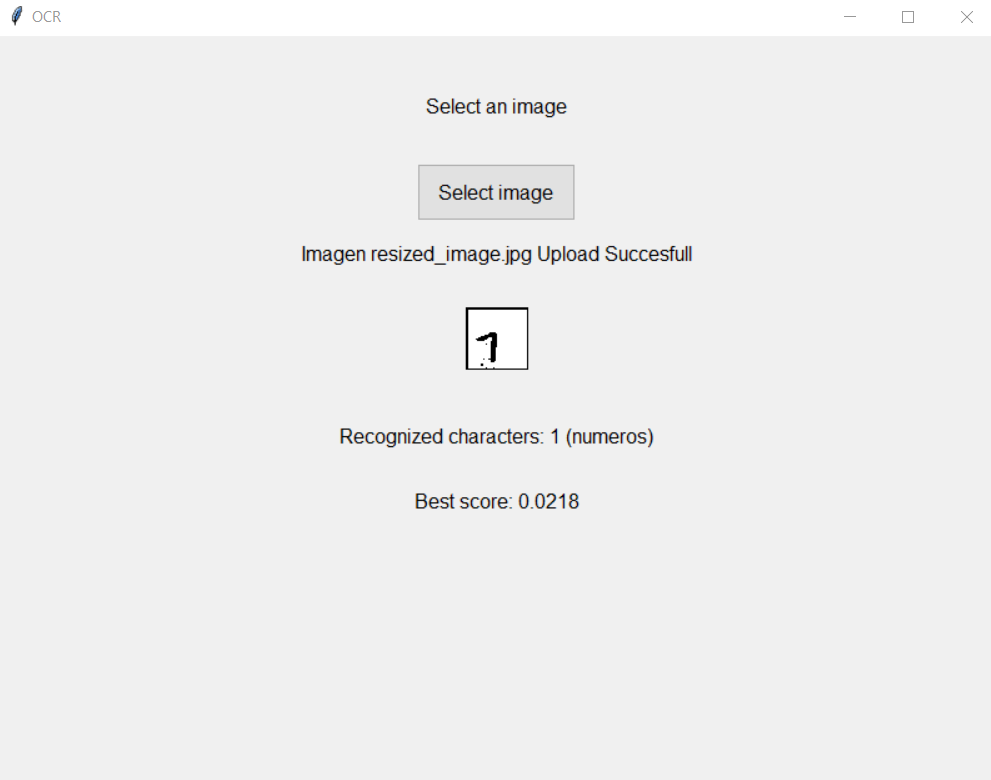 OCR
Select an image
Select image
Imagen resized_image.jpg Upload Succesfull
1
Recognized characters: 1 (numeros)
Best score: 0.0218